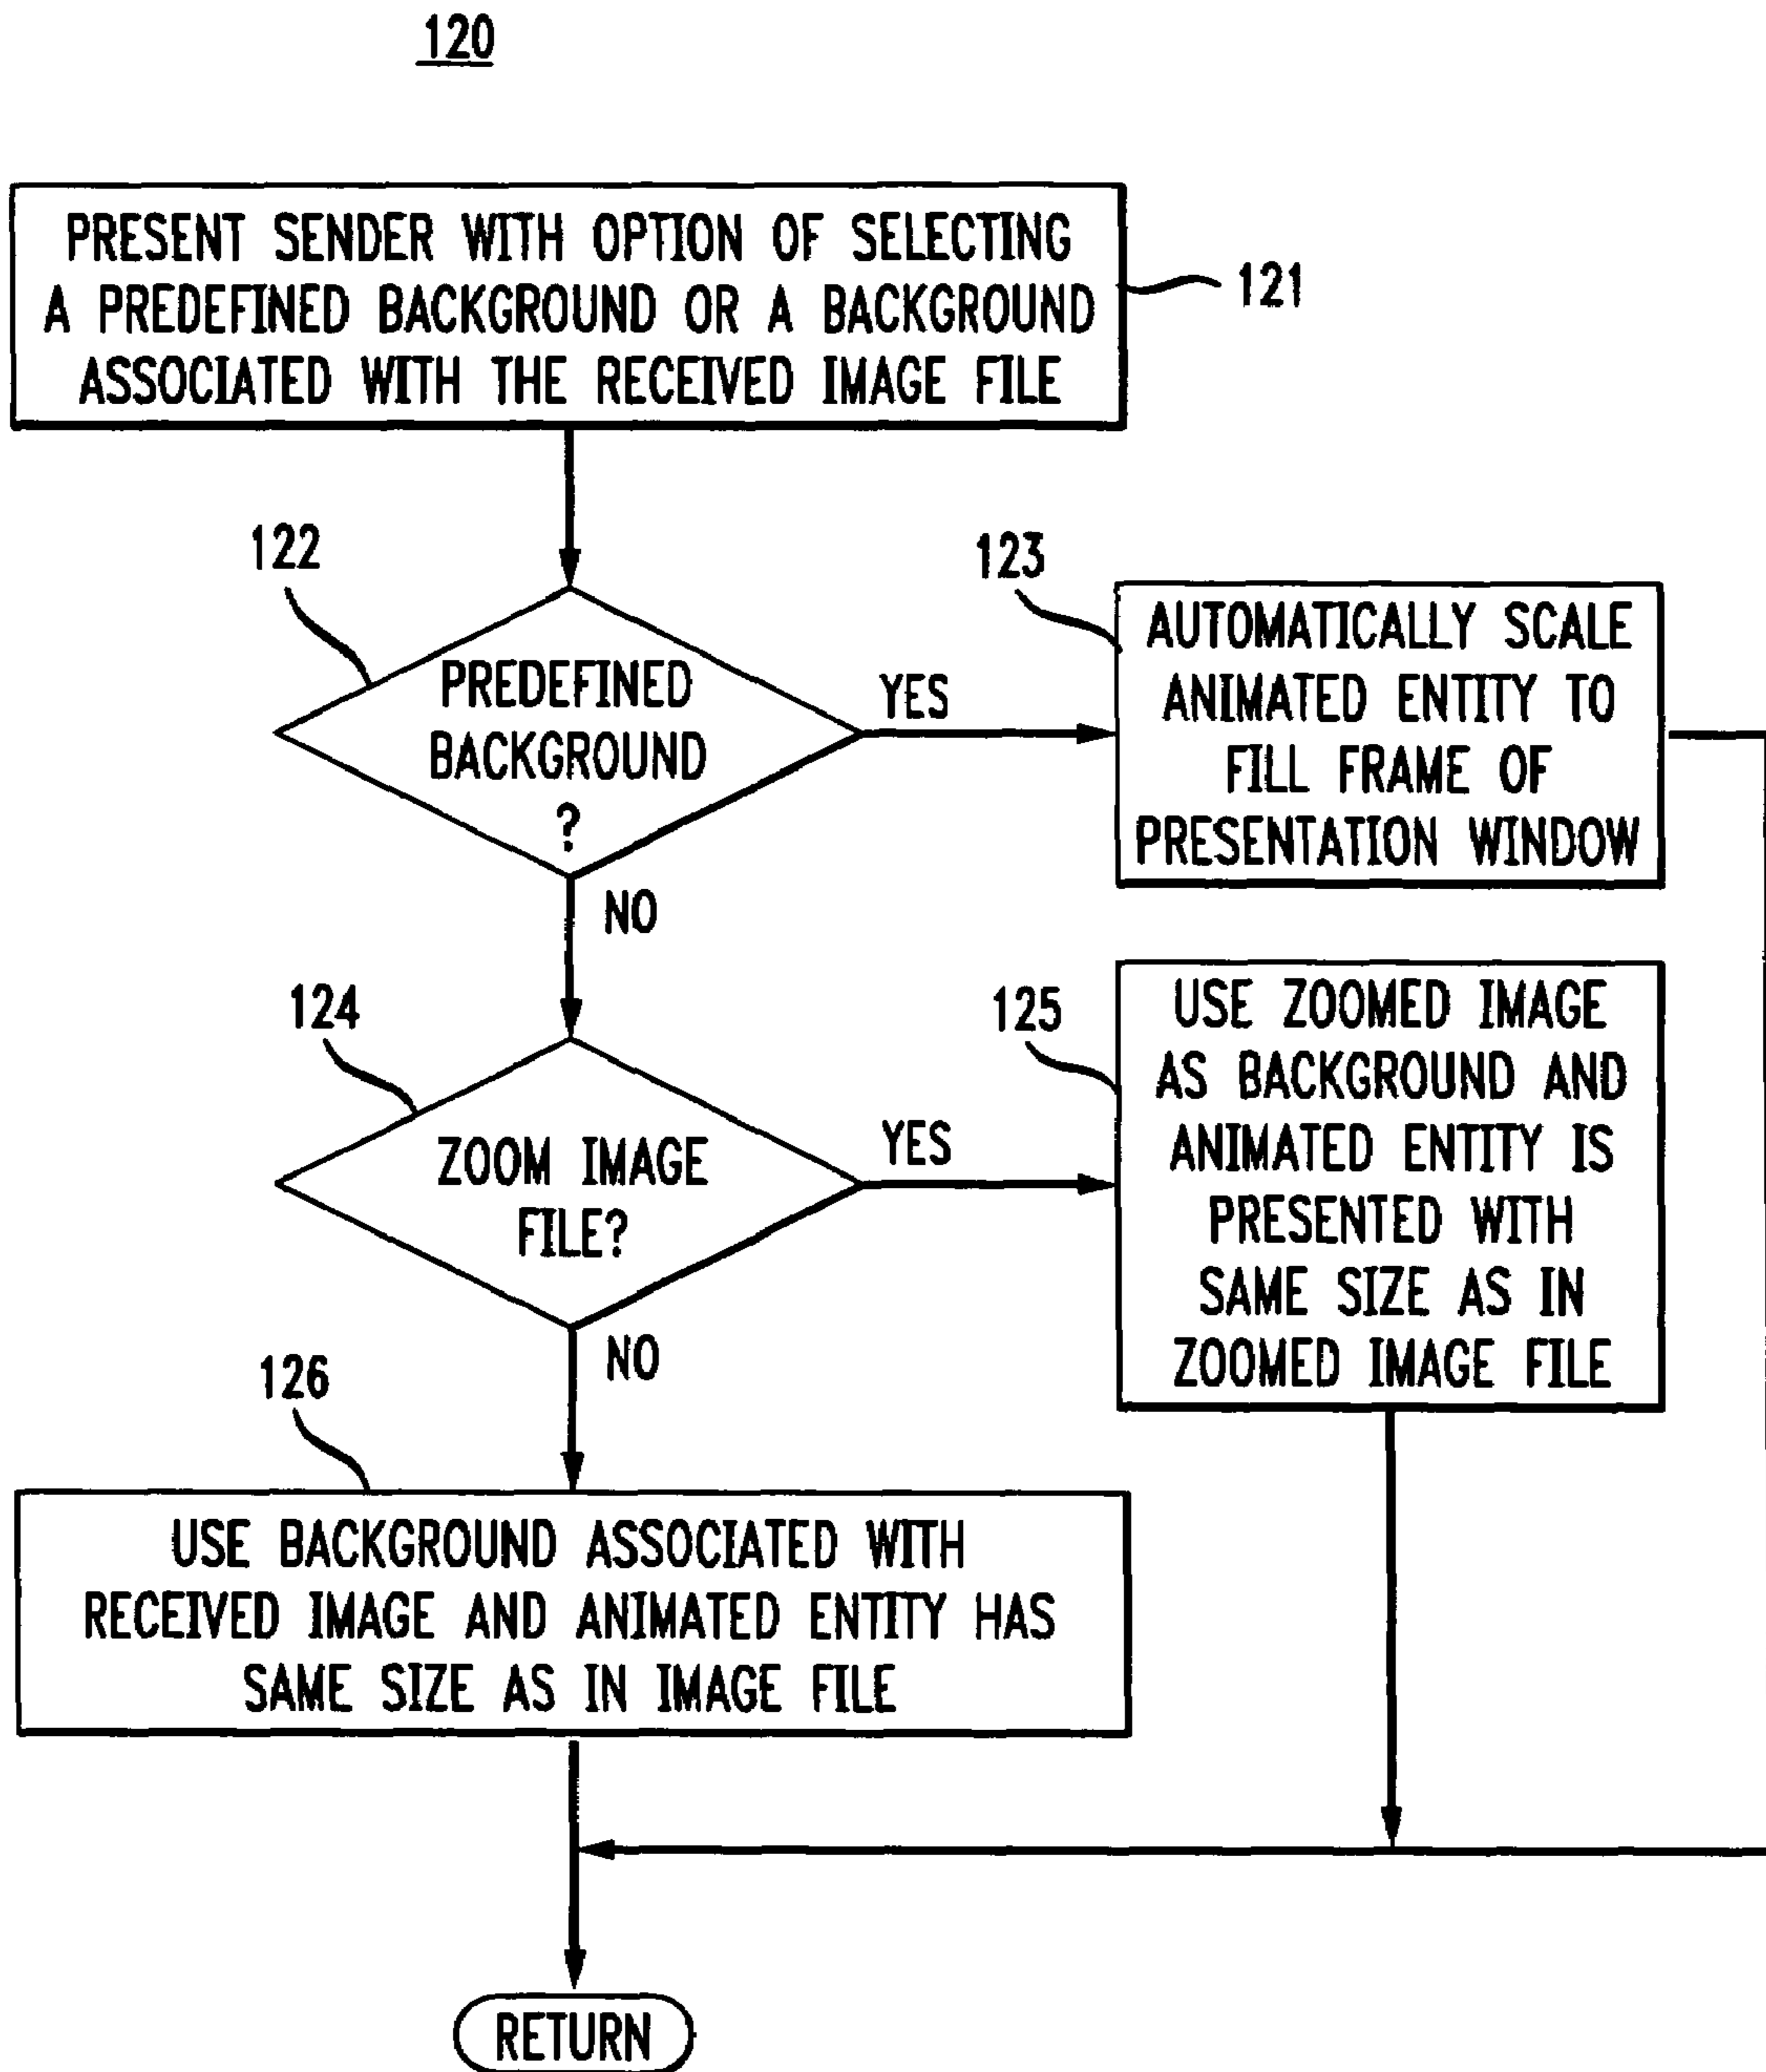 120
PRESENT SENDER WITH OPTION OF SELECTING
A PREDEFINED BACKGROUND OR A BACKGROUND
ASSOCIATED WITH THE RECEIVED IMAGE FILE
121
122
PREDEFINED
BACKGROUND
?
YES
NO
123
AUTOMATICALLY SCALE
ANIMATED ENTITY TO
FILL FRAME OF
PRESENTATION WINDOW
124
ZOOM IMAGE
FILE?
YES
NO
125
USE ZOOMED IMAGE
AS BACKGROUND AND
ANIMATED ENTITY IS
PRESENTED WITH
SAME SIZE AS IN
ZOOMED IMAGE FILE
126
USE BACKGROUND ASSOCIATED WITH
RECEIVED IMAGE AND ANIMATED ENTITY HAS
SAME SIZE AS IN IMAGE FILE
RETURN